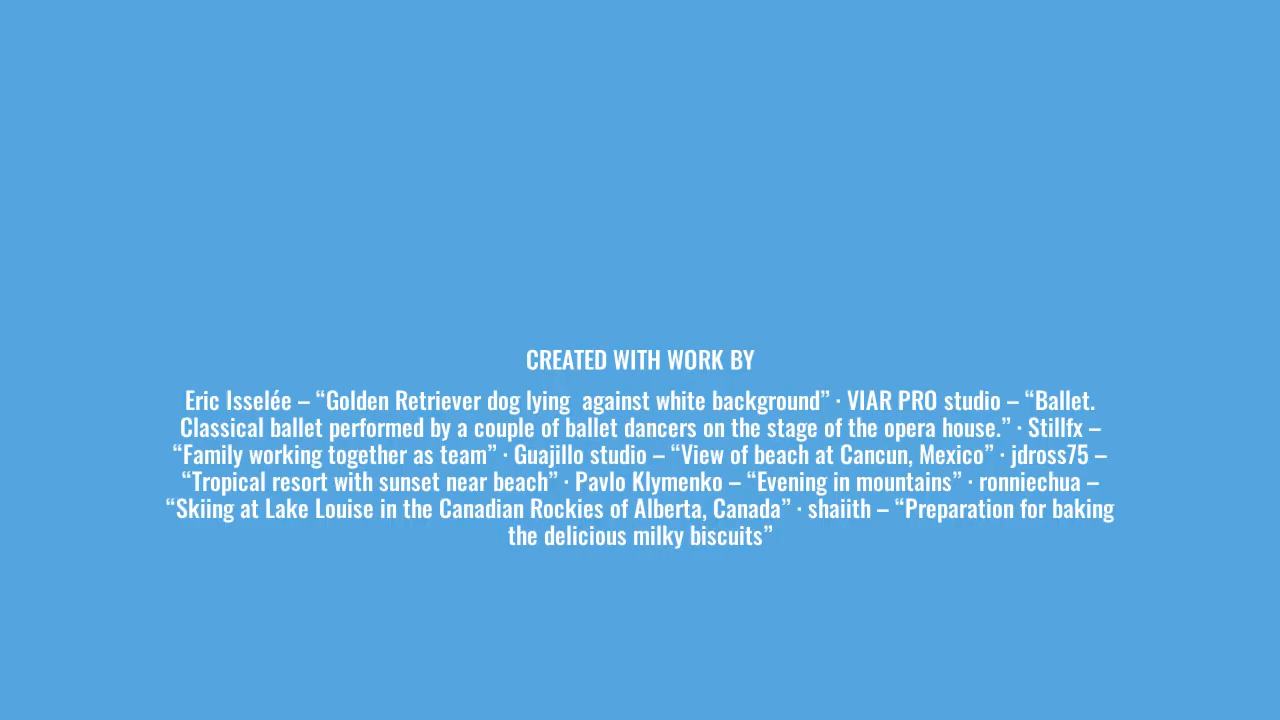 CREATED WITH WORK BY
Eric Isselée – “Golden Retriever dog lying  against white background” · VIAR PRO studio – “Ballet.
Classical ballet performed by a couple of ballet dancers on the stage of the opera house.” · Stillfx –
“Family working together as team” · Guajillo studio – “View of beach at Cancun, Mexico” · jdross75 –
“Tropical resort with sunset near beach” · Pavlo Klymenko – “Evening in mountains” · ronniechua –
“Skiing at Lake Louise in the Canadian Rockies of Alberta, Canada” · shaiith – “Preparation for baking
the delicious milky biscuits”